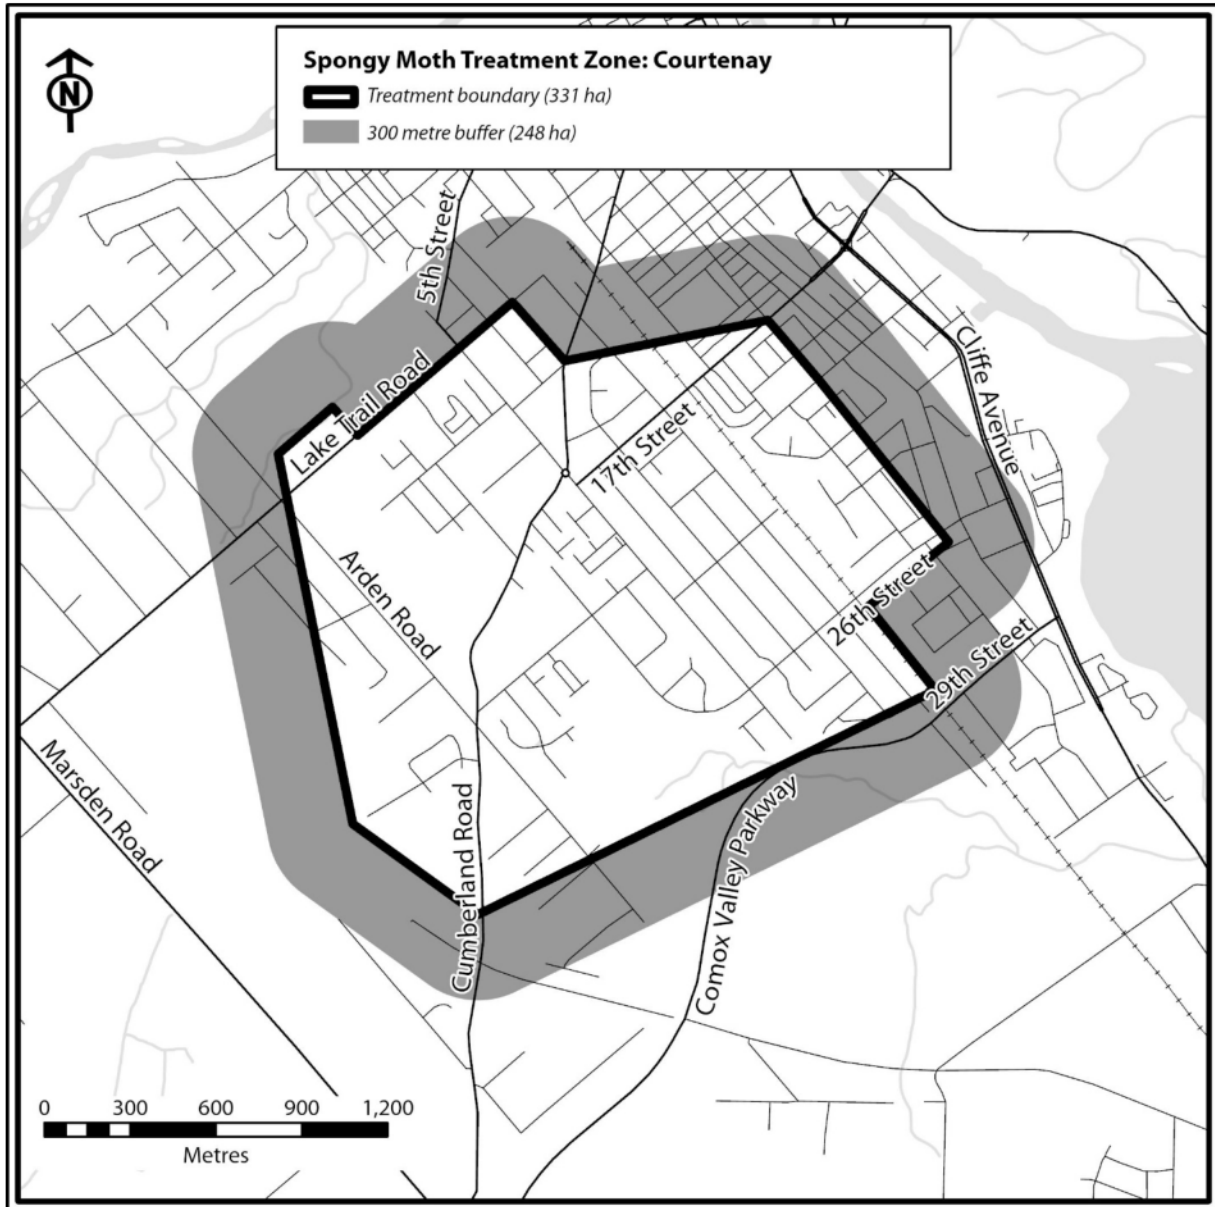 Spongy Moth Treatment Zone: Courtenay
N
Treatment boundary (331 ha)
300 metre buffer (248 ha)
5th Street
Cliffe Avenue
Lake Trail Road
17th Street
Arden Road
26th Street
29th Street
Marsden Road
Cumberland Road
Comox Valley Parkway
0 300 600 900 1,200
Metres